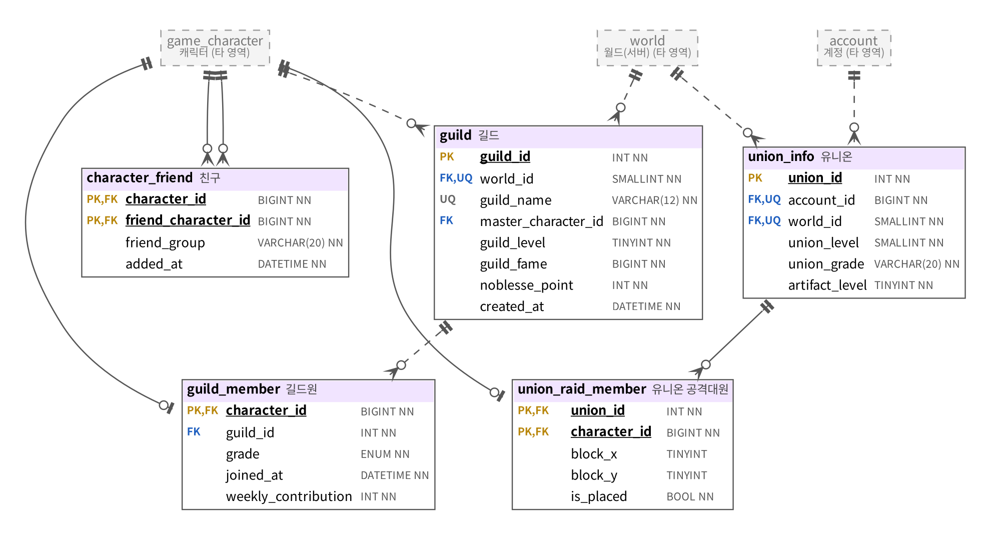 game_character
캐릭터 (타 영역)
world
월드(서버) (타 영역)
account
계정 (타 영역)
character_friend 친구
PK,FK character_id BIGINT NN
PK,FK friend_character_id BIGINT NN
friend_group VARCHAR(20) NN
added_at DATETIME NN
guild 길드
PK guild_id INT NN
FK,UQ world_id SMALLINT NN
UQ guild_name VARCHAR(12) NN
FK master_character_id BIGINT NN
guild_level TINYINT NN
guild_fame BIGINT NN
noblesse_point INT NN
created_at DATETIME NN
union_info 유니온
PK union_id INT NN
FK,UQ account_id BIGINT NN
FK,UQ world_id SMALLINT NN
union_level SMALLINT NN
union_grade VARCHAR(20) NN
artifact_level TINYINT NN
guild_member 길드원
PK,FK character_id BIGINT NN
FK guild_id INT NN
grade ENUM NN
joined_at DATETIME NN
weekly_contribution INT NN
union_raid_member 유니온 공격대원
PK,FK union_id INT NN
PK,FK character_id BIGINT NN
block_x TINYINT
block_y TINYINT
is_placed BOOL NN